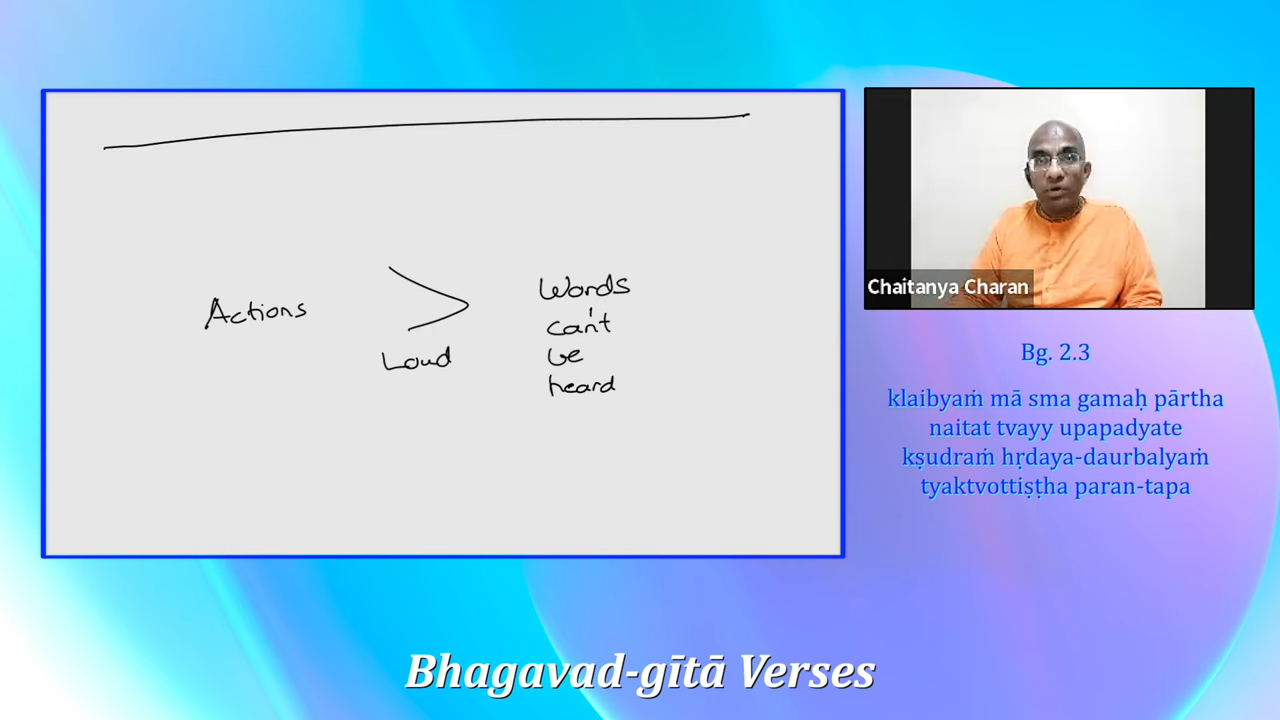 Actions
Loud
Words
can't
be
heard
Chaitanya Charan
Bg. 2.3
klaibyaṁ mā sma gamaḥ pārtha
naitat tvayy upapadyate
kṣudraṁ hṛdaya-daurbalyaṁ
tyaktvottiṣṭha paran-tapa
Bhagavad-gītā Verses